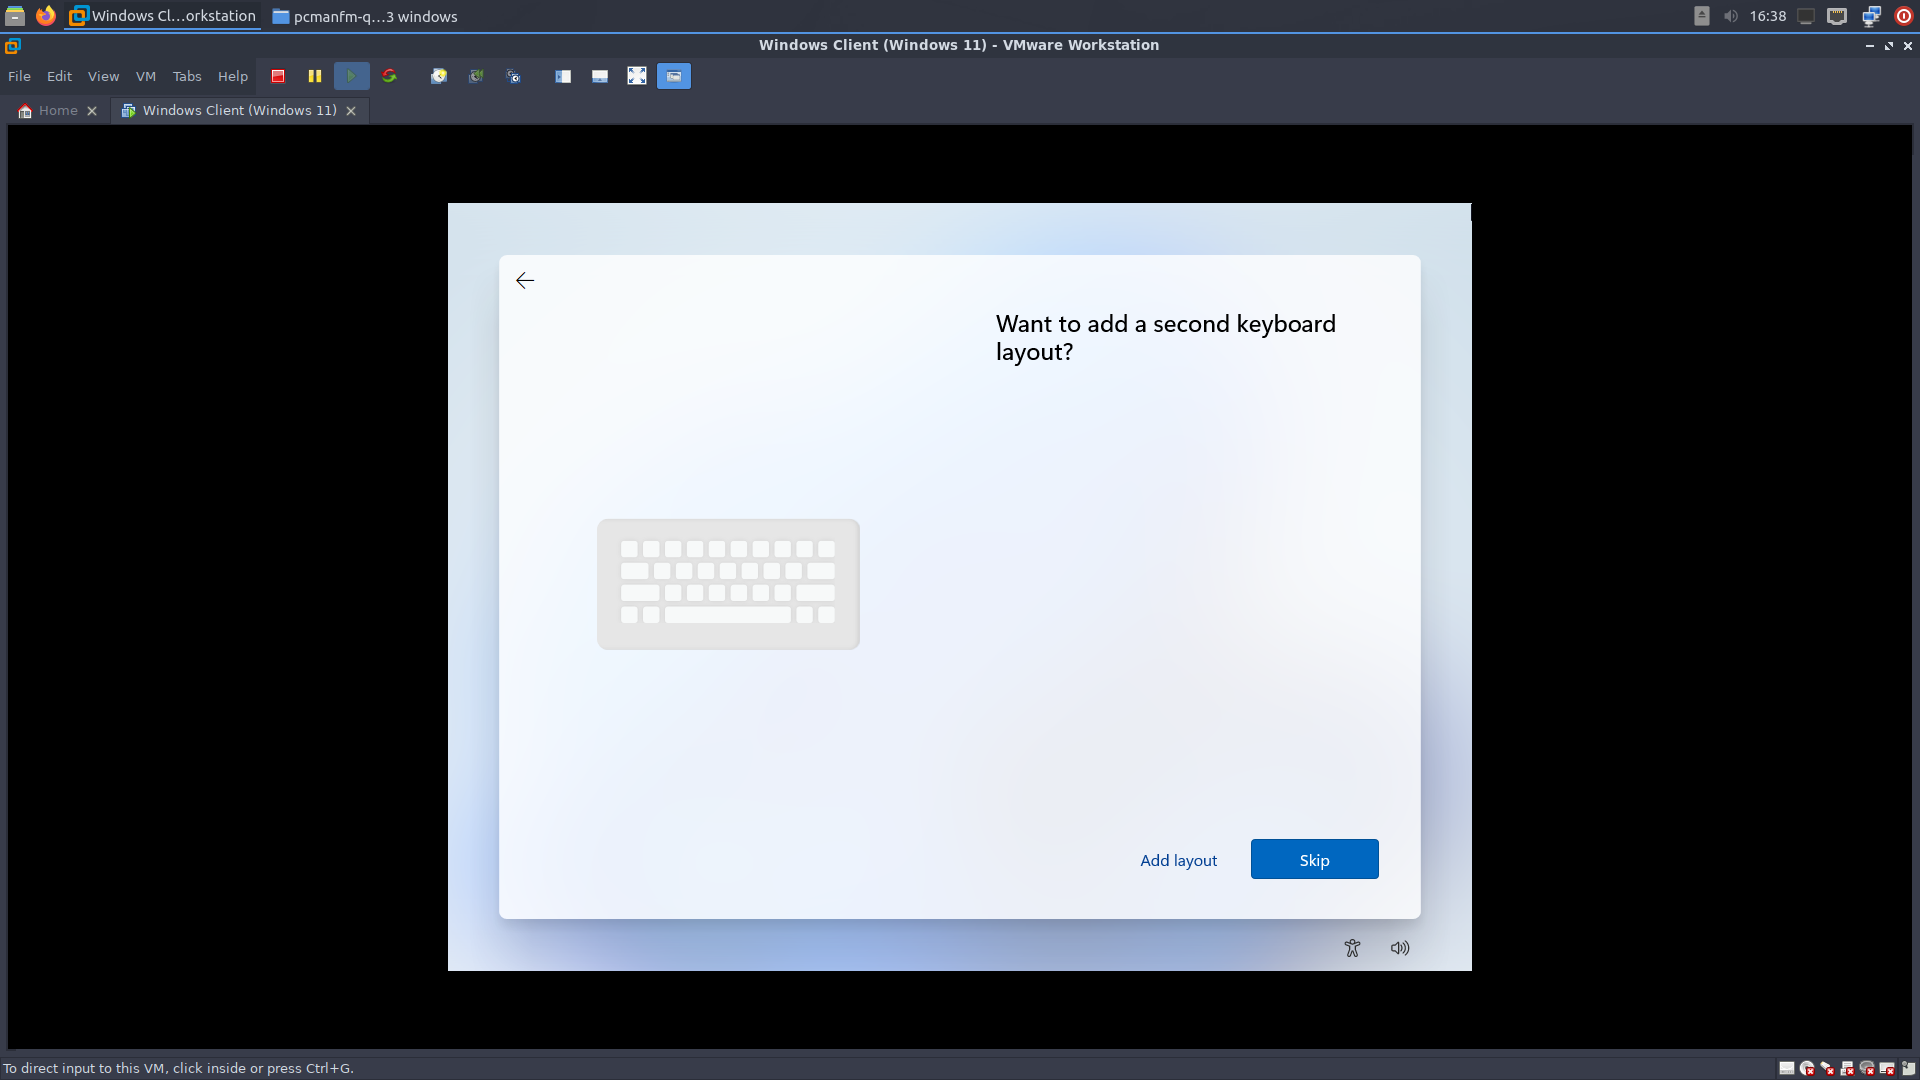 Windows Cl...orkstation
pcmanfm-q...3 windows
16:38
Windows Client (Windows 11) - VMware Workstation
File Edit View VM Tabs Help
Home
Windows Client (Windows 11)
Want to add a second keyboard
layout?
Add layout
Skip
To direct input to this VM, click inside or press Ctrl+G.